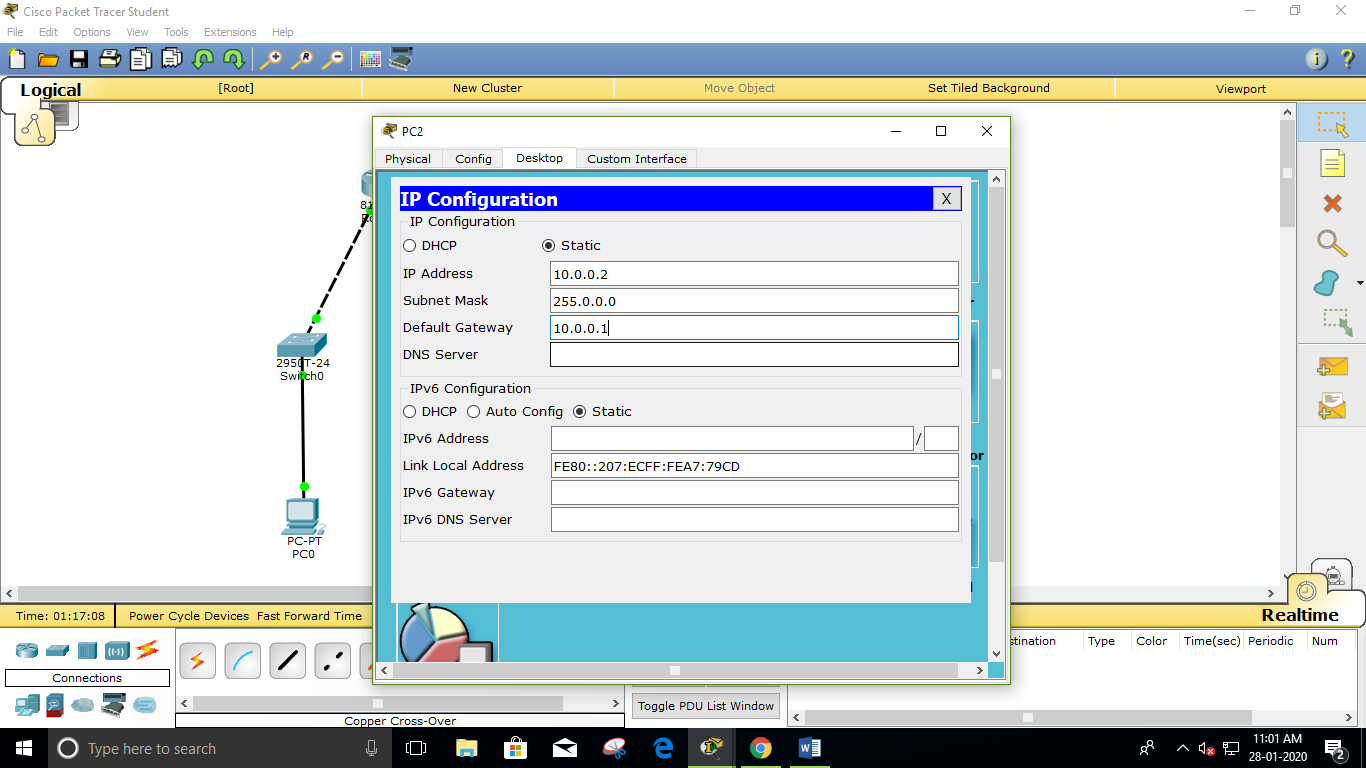 Cisco Packet Tracer Student
File Edit Options View Tools Extensions Help
R
i ?
Logical [Root] New Cluster Move Object Set Tiled Background Viewport
PC2
Physical Config Desktop Custom Interface
IP Configuration X
IP Configuration
DHCP Static
IP Address 10.0.0.2
Subnet Mask 255.0.0.0
Default Gateway 10.0.0.1
DNS Server
IPv6 Configuration
DHCP Auto Config Static
IPv6 Address /
Link Local Address FE80::207:ECFF:FEA7:79CD
IPv6 Gateway
IPv6 DNS Server
81
2950T-24
Switch0
or
PC-PT
PC0
Time: 01:17:08 Power Cycle Devices Fast Forward Time Realtime
stination Type Color Time(sec) Periodic Num
Connections
Toggle PDU List Window
Copper Cross-Over
Type here to search
11:01 AM
28-01-2020
2